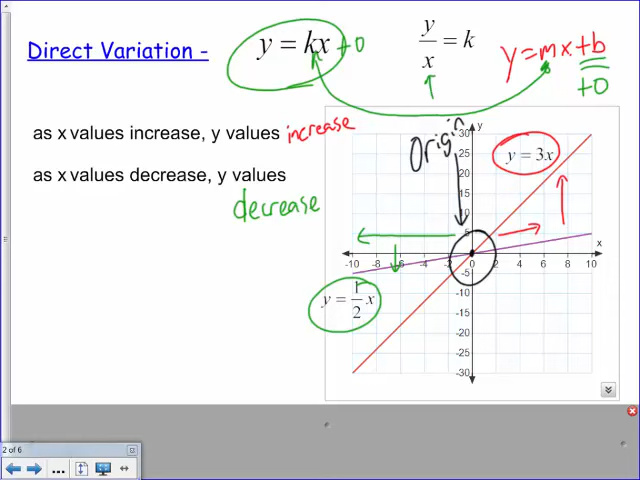 Direct Variation -
y = kx + 0
y/x = k
y = mx + b
+ 0
as x values increase, y values increase
as x values decrease, y values
decrease
Origin
y
30
25
20
15
10
5
x
-10 -8 -6 -4 -2 0 2 4 6 8 10
-5
-10
-15
-20
-25
-30
y = 3x
y = 1/2 x
2 of 6
...